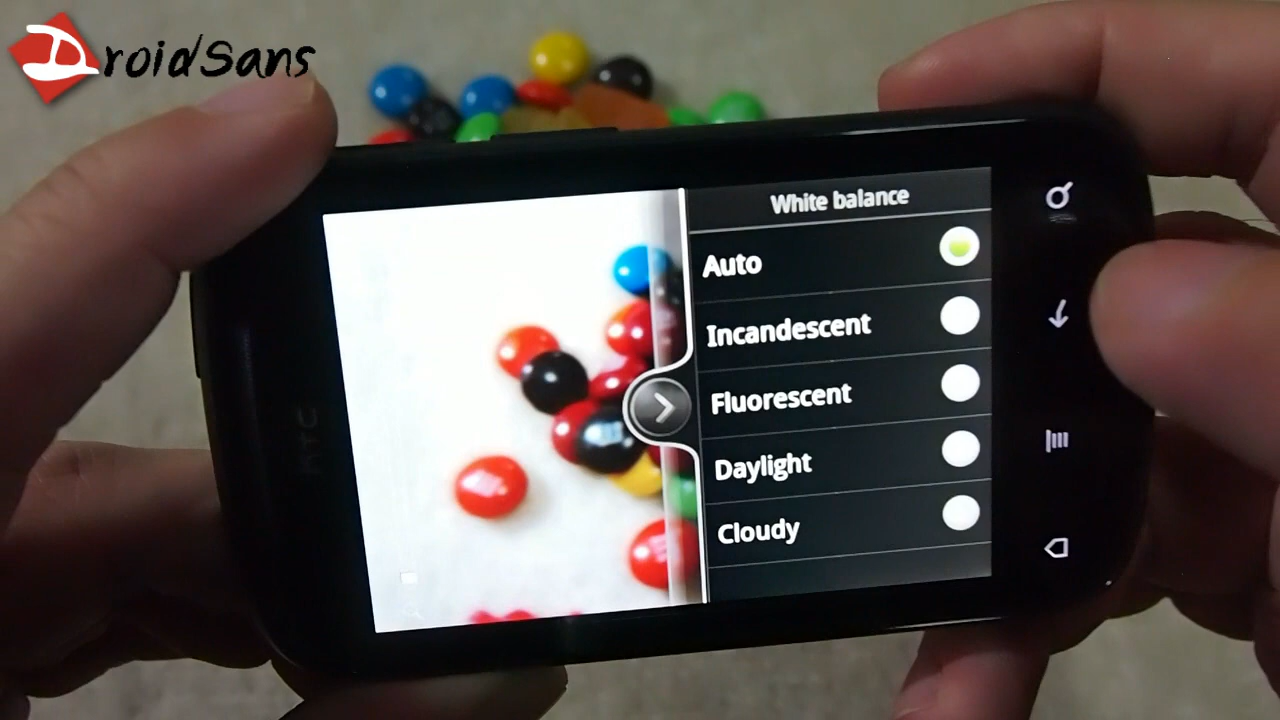 DroidSans
White balance
Auto
Incandescent
Fluorescent
Daylight
Cloudy
hTC